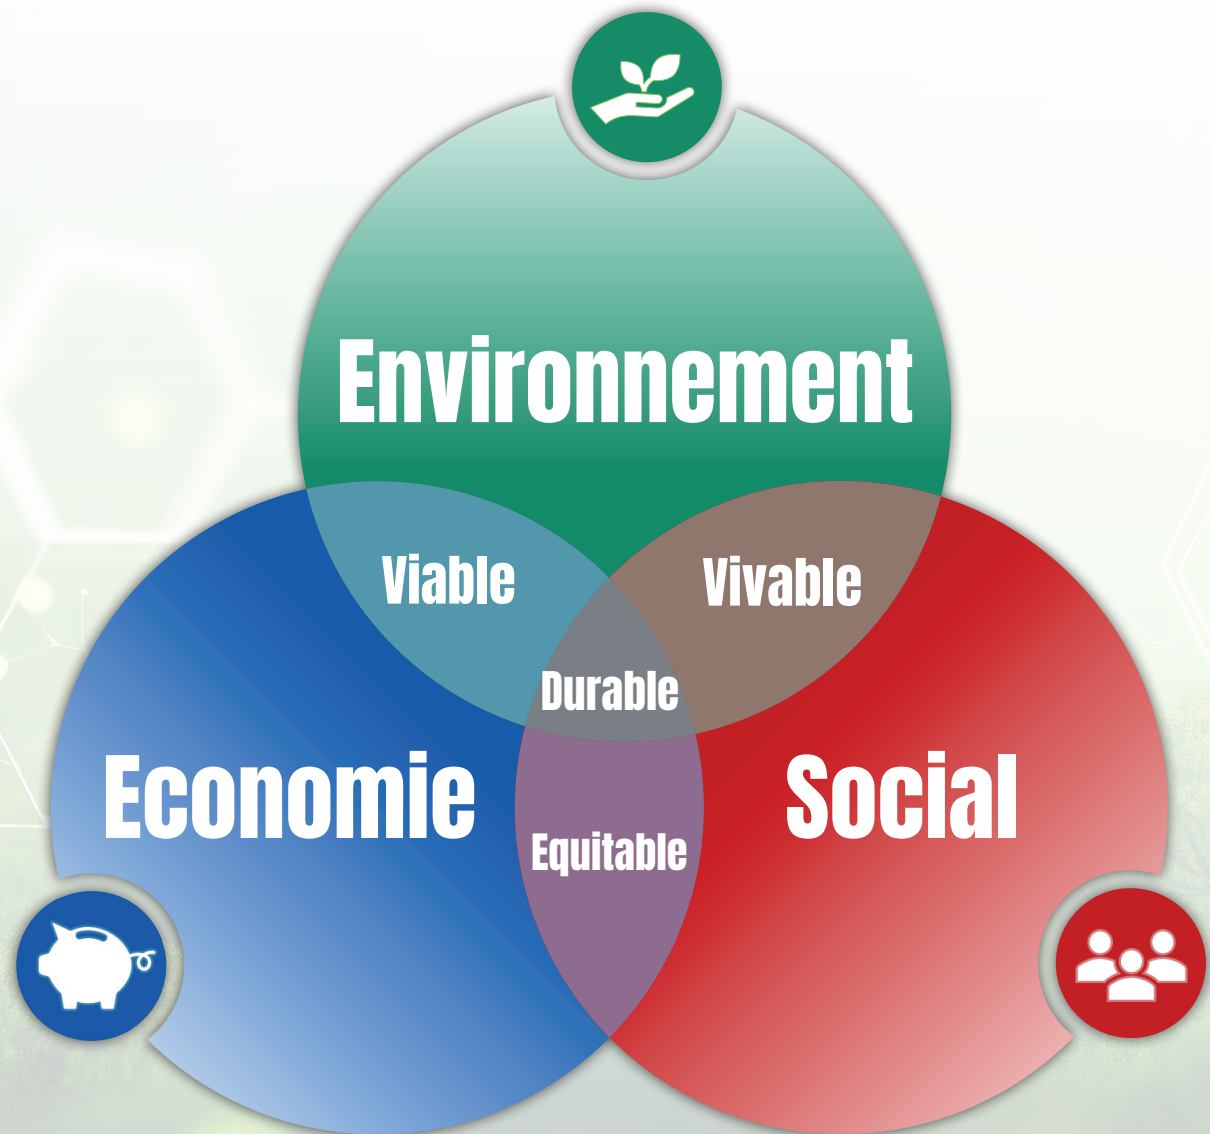 Environnement
Viable
Vivable
Durable
Economie
Social
Equitable